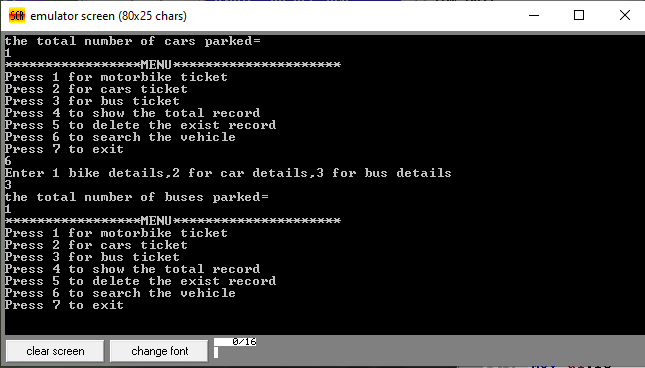 emulator screen (80x25 chars)
the total number of cars parked=
1
*****************MENU*********************
Press 1 for motorbike ticket
Press 2 for cars ticket
Press 3 for bus ticket
Press 4 to show the total record
Press 5 to delete the exist record
Press 6 to search the vehicle
Press 7 to exit
6
Enter 1 bike details,2 for car details,3 for bus details
3
the total number of buses parked=
1
*****************MENU*********************
Press 1 for motorbike ticket
Press 2 for cars ticket
Press 3 for bus ticket
Press 4 to show the total record
Press 5 to delete the exist record
Press 6 to search the vehicle
Press 7 to exit
clear screen change font 0/16